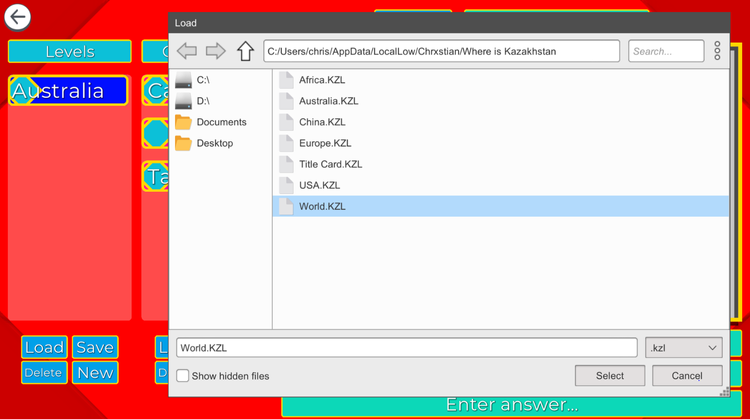 Load
C:/Users/chris/AppData/LocalLow/Chrxstian/Where is Kazakhstan
Search...
Levels
Australia
C:\
D:\
Documents
Desktop
Africa.KZL
Australia.KZL
China.KZL
Europe.KZL
Title Card.KZL
USA.KZL
World.KZL
World.KZL
.kzl
Show hidden files
Select
Cancel
Load
Save
Delete
New
Enter answer...